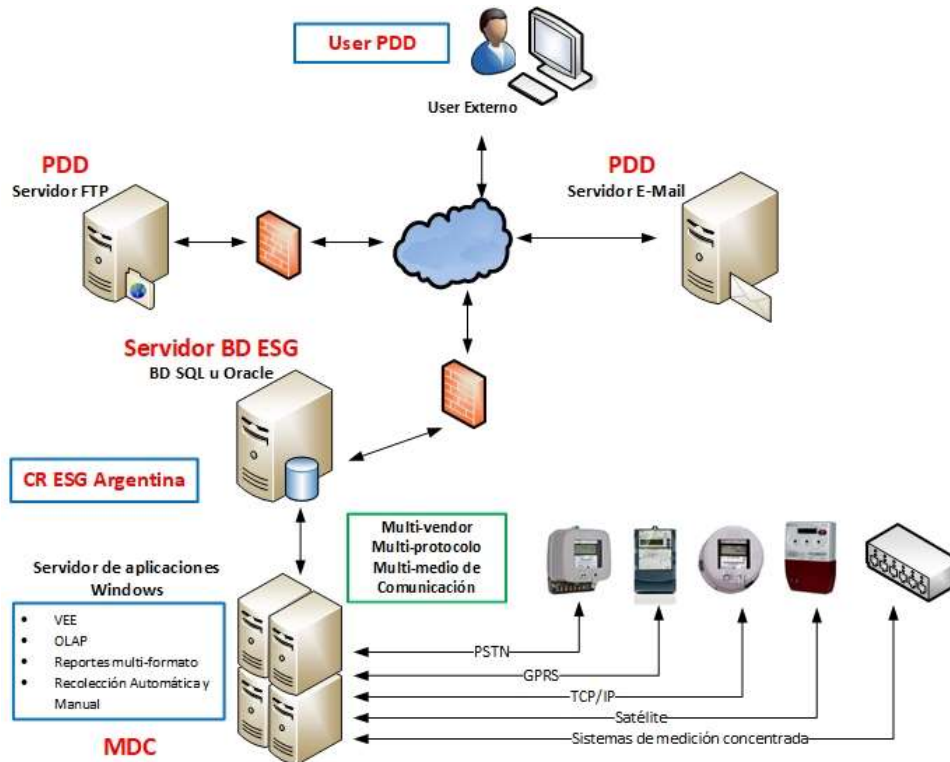 User PDD
User Externo
PDD
Servidor FTP
PDD
Servidor E-Mail
Servidor BD ESG
BD SQL u Oracle
CR ESG Argentina
Multi-vendor
Multi-protocolo
Multi-medio de
Comunicación
Servidor de aplicaciones
Windows
• VEE
• OLAP
• Reportes multi-formato
• Recolección Automática y
Manual
MDC
PSTN
GPRS
TCP/IP
Satélite
Sistemas de medición concentrada